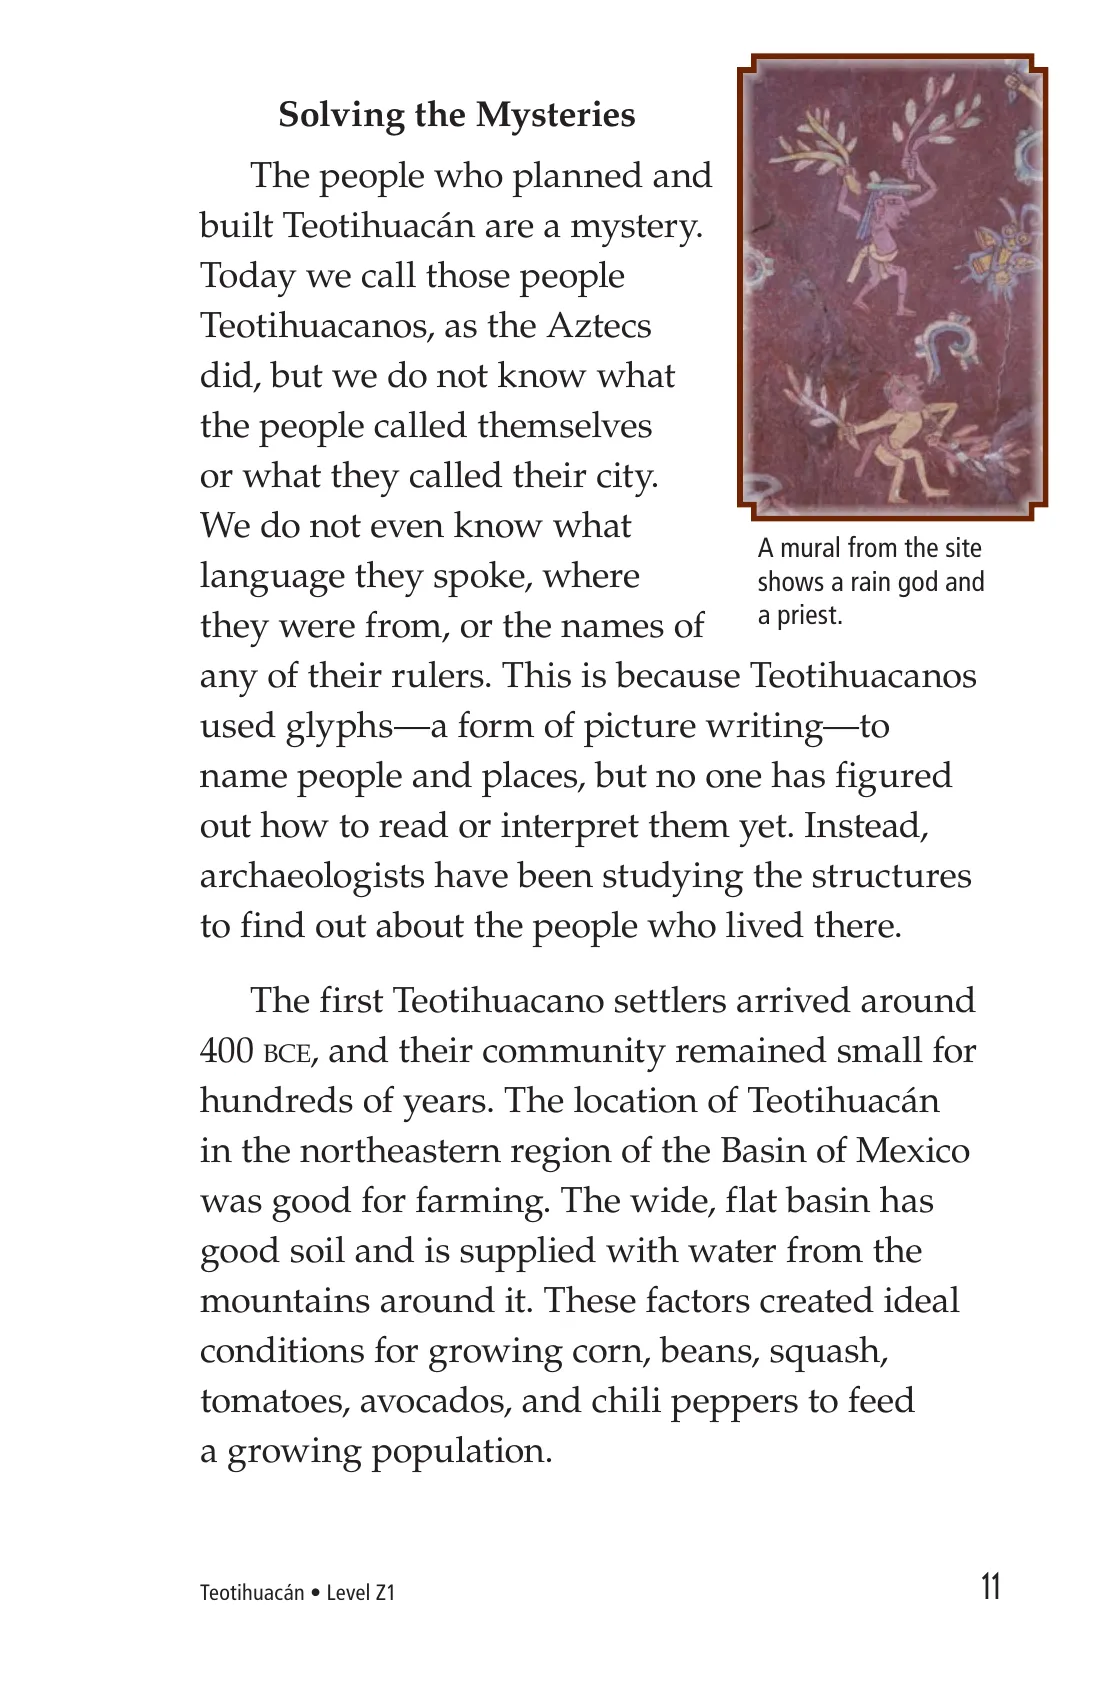 Solving the Mysteries
The people who planned and
built Teotihuacán are a mystery.
Today we call those people
Teotihuacanos, as the Aztecs
did, but we do not know what
the people called themselves
or what they called their city.
We do not even know what
language they spoke, where
they were from, or the names of
any of their rulers. This is because Teotihuacanos
used glyphs—a form of picture writing—to
name people and places, but no one has figured
out how to read or interpret them yet. Instead,
archaeologists have been studying the structures
to find out about the people who lived there.
A mural from the site
shows a rain god and
a priest.
The first Teotihuacano settlers arrived around
400 BCE, and their community remained small for
hundreds of years. The location of Teotihuacán
in the northeastern region of the Basin of Mexico
was good for farming. The wide, flat basin has
good soil and is supplied with water from the
mountains around it. These factors created ideal
conditions for growing corn, beans, squash,
tomatoes, avocados, and chili peppers to feed
a growing population.
Teotihuacán • Level Z1
11